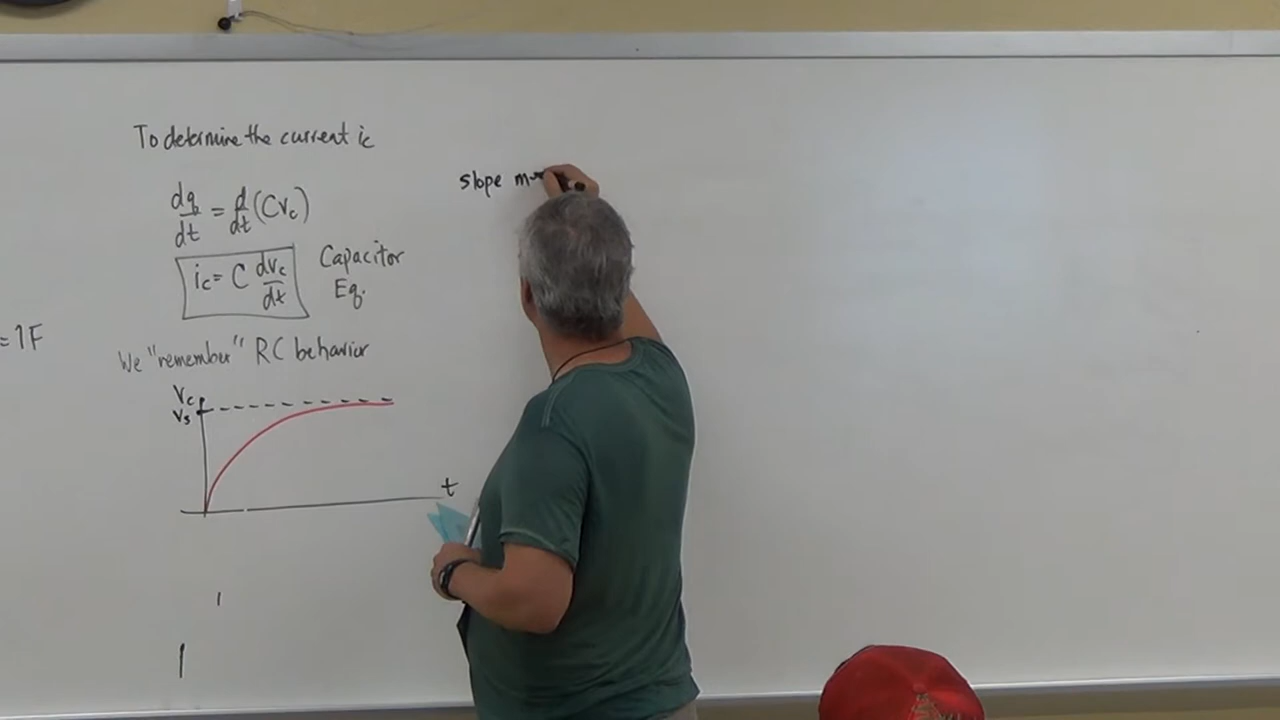 To determine the current ic
dq/dt = d/dt (Cvc)
ic = C dvc/dt
Capacitor
Eq.
= 1F
We "remember" RC behavior
Vc
Vs
t
slope